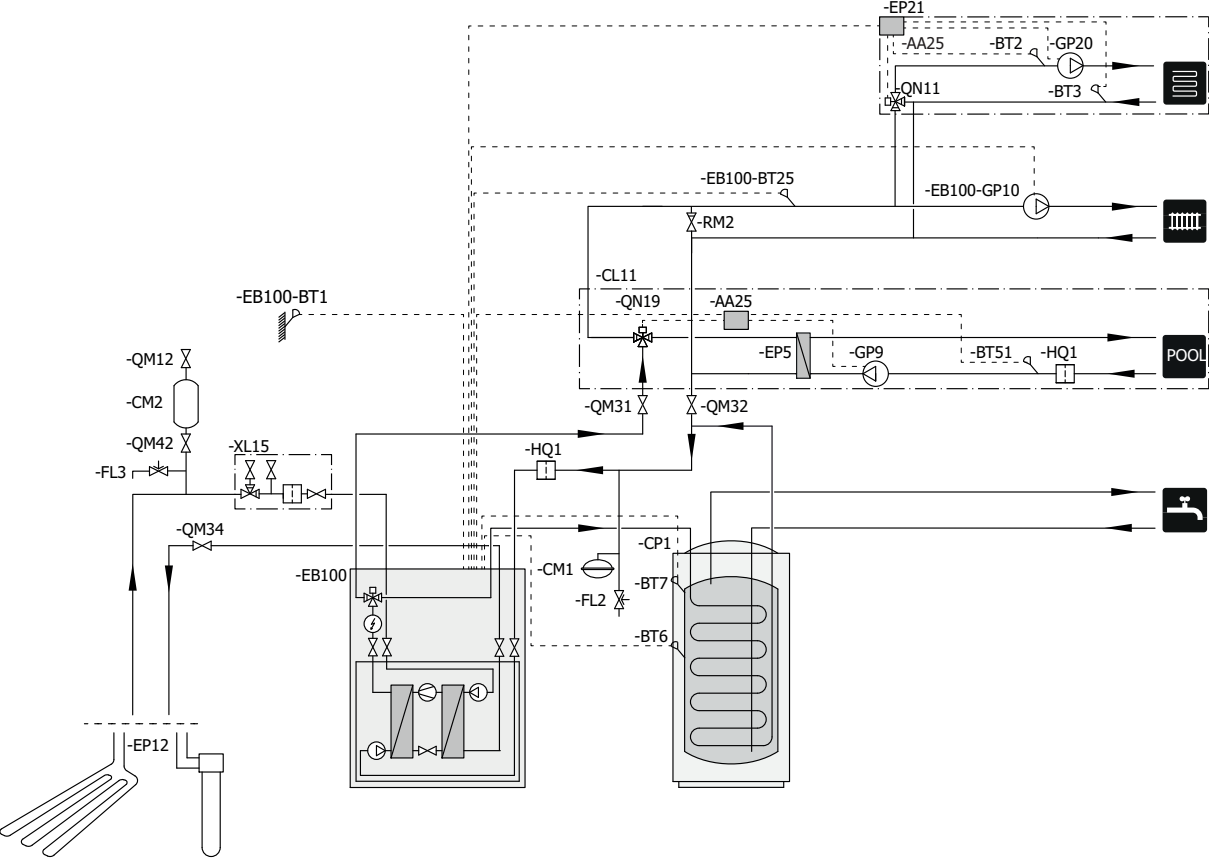 -EP21
-AA25
-BT2
-GP20
-QN11
-BT3
-EB100-BT25
-EB100-GP10
-RM2
-CL11
-EB100-BT1
-QN19
-AA25
-QM12
-EP5
-GP9
-BT51
-HQ1
POOL
-CM2
-QM31
-QM32
-QM42
-XL15
-HQ1
-FL3
-QM34
-CP1
-EB100
-CM1
-BT7
-FL2
-BT6
-EP12